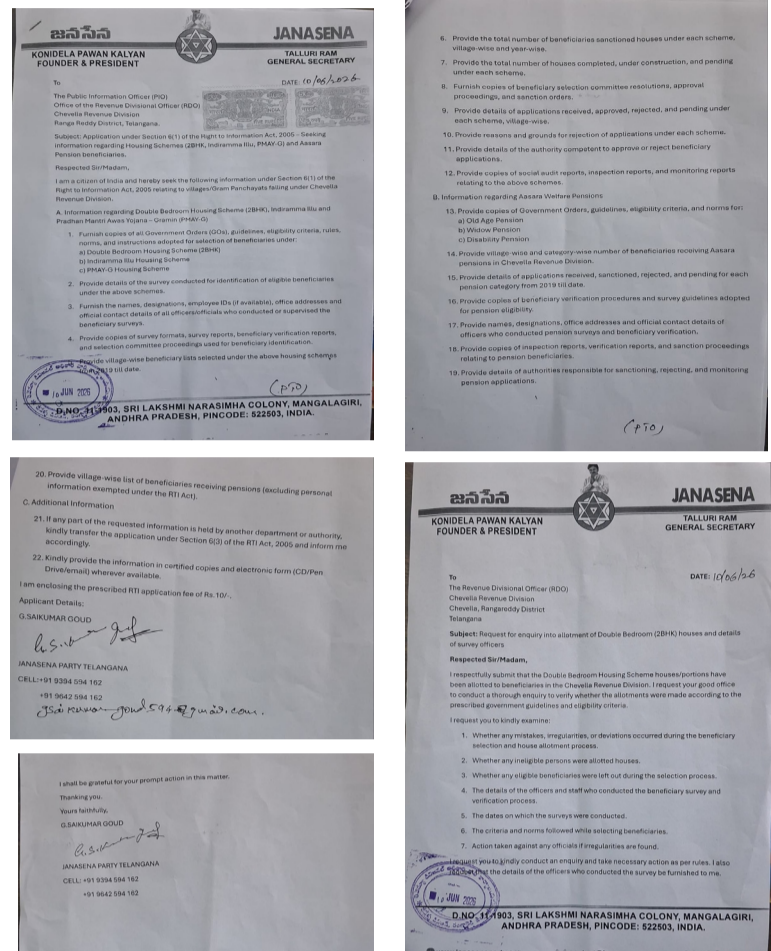 జనసేన
JANASENA
KONIDELA PAWAN KALYAN
FOUNDER & PRESIDENT
TALLURI RAM
GENERAL SECRETARY
To
DATE: 10/06/2026
The Public Information Officer (PIO)
Office of the Revenue Divisional Officer (RDO)
Chevella Revenue Division
Ranga Reddy District, Telangana.
Subject: Application under Section 6(1) of the Right to Information Act, 2005 – Seeking
information regarding Housing Schemes (2BHK, Indiramma Illu, PMAY-G) and Aasara
Pension beneficiaries.
Respected Sir/Madam,
I am a citizen of India and hereby seek the following information under Section 6(1) of the
Right to Information Act, 2005 relating to villages/Gram Panchayats falling under Chevella
Revenue Division.
A. Information regarding Double Bedroom Housing Scheme (2BHK), Indiramma Illu and
Pradhan Mantri Awas Yojana – Gramin (PMAY-G)
1. Furnish copies of all Government Orders (GOs), guidelines, eligibility criteria, rules,
norms, and instructions adopted for selection of beneficiaries under:
a) Double Bedroom Housing Scheme (2BHK)
b) Indiramma Illu Housing Scheme
c) PMAY-G Housing Scheme
2. Provide details of the survey conducted for identification of eligible beneficiaries
under the above schemes.
3. Furnish the names, designations, employee IDs (if available), office addresses and
official contact details of all officers/officials who conducted or supervised the
beneficiary surveys.
4. Provide copies of survey formats, survey reports, beneficiary verification reports,
and selection committee proceedings used for beneficiary identification.
Provide village-wise beneficiary lists selected under the above housing schemes
2019 till date.
10 JUN 2026
(PTO)
D.NO. 11-1903, SRI LAKSHMI NARASIMHA COLONY, MANGALAGIRI,
ANDHRA PRADESH, PINCODE: 522503, INDIA.
6. Provide the total number of beneficiaries sanctioned houses under each scheme,
village-wise and year-wise.
7. Provide the total number of houses completed, under construction, and pending
under each scheme.
8. Furnish copies of beneficiary selection committee resolutions, approval
proceedings, and sanction orders.
9. Provide details of applications received, approved, rejected, and pending under
each scheme, village-wise.
10. Provide reasons and grounds for rejection of applications under each scheme.
11. Provide details of the authority competent to approve or reject beneficiary
applications.
12. Provide copies of social audit reports, inspection reports, and monitoring reports
relating to the above schemes.
B. Information regarding Aasara Welfare Pensions
13. Provide copies of Government Orders, guidelines, eligibility criteria, and norms for:
a) Old Age Pension
b) Widow Pension
c) Disability Pension
14. Provide village-wise and category-wise number of beneficiaries receiving Aasara
pensions in Chevella Revenue Division.
15. Provide details of applications received, sanctioned, rejected, and pending for each
pension category from 2019 till date.
16. Provide copies of beneficiary verification procedures and survey guidelines adopted
for pension eligibility.
17. Provide names, designations, office addresses and official contact details of
officers who conducted pension surveys and beneficiary verification.
18. Provide copies of inspection reports, verification reports, and sanction proceedings
relating to pension beneficiaries.
19. Provide details of authorities responsible for sanctioning, rejecting, and monitoring
pension applications.
(PTO)
20. Provide village-wise list of beneficiaries receiving pensions (excluding personal
information exempted under the RTI Act).
C. Additional Information
21. If any part of the requested information is held by another department or authority,
kindly transfer the application under Section 6(3) of the RTI Act, 2005 and inform me
accordingly.
22. Kindly provide the information in certified copies and electronic form (CD/Pen
Drive/email) wherever available.
I am enclosing the prescribed RTI application fee of Rs. 10/-.
Applicant Details:
G.SAIKUMAR GOUD
JANASENA PARTY TELANGANA
CELL:+91 9394 594 162
+91 9642 594 162
gsaikumargoud594@gmail.com.
I shall be grateful for your prompt action in this matter.
Thanking you.
Yours faithfully,
G.SAIKUMAR GOUD
JANASENA PARTY TELANGANA
CELL: +91 9394 594 162
+91 9642 594 162
జనసేన
JANASENA
KONIDELA PAWAN KALYAN
FOUNDER & PRESIDENT
TALLURI RAM
GENERAL SECRETARY
To
DATE: 10/06/26
The Revenue Divisional Officer (RDO)
Chevella Revenue Division
Chevella, Rangareddy District
Telangana
Subject: Request for enquiry into allotment of Double Bedroom (2BHK) houses and details
of survey officers
Respected Sir/Madam,
I respectfully submit that the Double Bedroom Housing Scheme houses/portions have
been allotted to beneficiaries in the Chevella Revenue Division. I request your good office
to conduct a thorough enquiry to verify whether the allotments were made according to the
prescribed government guidelines and eligibility criteria.
I request you to kindly examine:
1. Whether any mistakes, irregularities, or deviations occurred during the beneficiary
selection and house allotment process.
2. Whether any ineligible persons were allotted houses.
3. Whether any eligible beneficiaries were left out during the selection process.
4. The details of the officers and staff who conducted the beneficiary survey and
verification process.
5. The dates on which the surveys were conducted.
6. The criteria and norms followed while selecting beneficiaries.
7. Action taken against any officials if irregularities are found.
I request you to kindly conduct an enquiry and take necessary action as per rules. I also
request that the details of the officers who conducted the survey be furnished to me.
10 JUN 2026
D.NO. 11-1903, SRI LAKSHMI NARASIMHA COLONY, MANGALAGIRI,
ANDHRA PRADESH, PINCODE: 522503, INDIA.